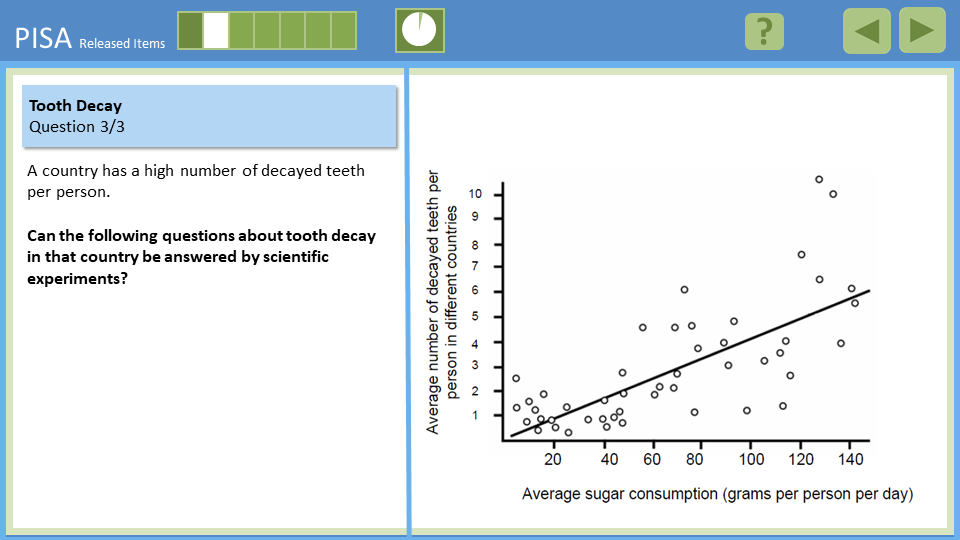 PISA Released Items
?
Tooth Decay
Question 3/3
A country has a high number of decayed teeth
per person.
Can the following questions about tooth decay
in that country be answered by scientific
experiments?
Average number of decayed teeth per
person in different countries
10
9
8
7
6
5
4
3
2
1
20 40 60 80 100 120 140
Average sugar consumption (grams per person per day)